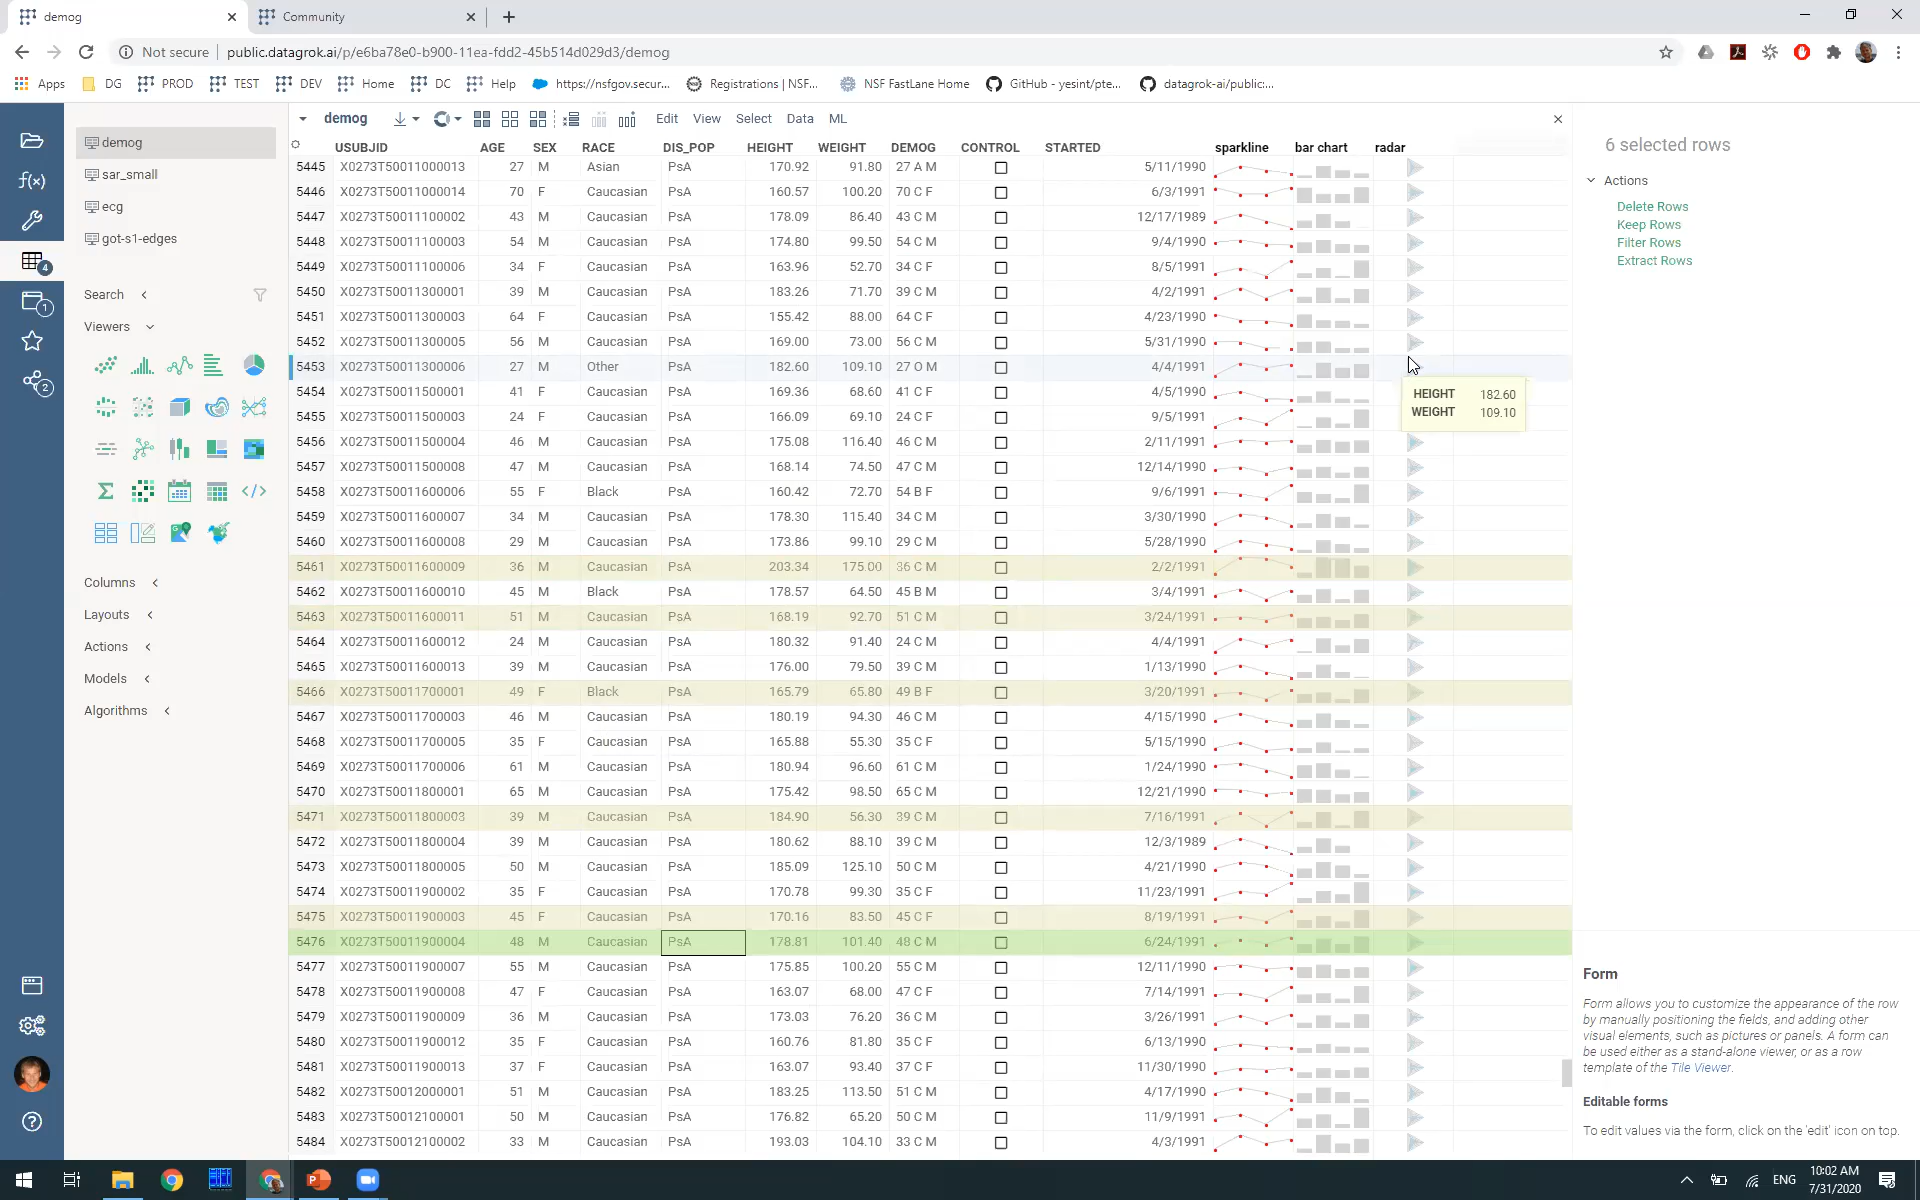 demog
Community
Not secure
public.datagrok.ai/p/e6ba78e0-b900-11ea-fdd2-45b514d029d3/demog
Apps DG PROD TEST DEV Home DC Help https://nsfgov.secur... Registrations | NSF... NSF FastLane Home GitHub - yesint/pte... datagrok-ai/public:...
demog
sar_small
ecg
got-s1-edges
Search
Viewers
Columns
Layouts
Actions
Models
Algorithms
4
1
2
demog Edit View Select Data ML
USUBJID AGE SEX RACE DIS_POP HEIGHT WEIGHT DEMOG CONTROL STARTED sparkline bar chart radar
5445 X0273T50011000013 27 M Asian PsA 170.92 91.80 27 A M 5/11/1990
5446 X0273T50011000014 70 F Caucasian PsA 160.57 100.20 70 C F 6/3/1991
5447 X0273T50011100002 43 M Caucasian PsA 178.09 86.40 43 C M 12/17/1989
5448 X0273T50011100003 54 M Caucasian PsA 174.80 99.50 54 C M 9/4/1990
5449 X0273T50011100006 34 F Caucasian PsA 163.96 52.70 34 C F 8/5/1991
5450 X0273T50011300001 39 M Caucasian PsA 183.26 71.70 39 C M 4/2/1991
5451 X0273T50011300003 64 F Caucasian PsA 155.42 88.00 64 C F 4/23/1990
5452 X0273T50011300005 56 M Caucasian PsA 169.00 73.00 56 C M 5/31/1990
5453 X0273T50011300006 27 M Other PsA 182.60 109.10 27 O M 4/4/1991
5454 X0273T50011500001 41 F Caucasian PsA 169.36 68.60 41 C F 4/5/1990
5455 X0273T50011500003 24 F Caucasian PsA 166.09 69.10 24 C F 9/5/1991
5456 X0273T50011500004 46 M Caucasian PsA 175.08 116.40 46 C M 2/11/1991
5457 X0273T50011500008 47 M Caucasian PsA 168.14 74.50 47 C M 12/14/1990
5458 X0273T50011600006 55 F Black PsA 160.42 72.70 54 B F 9/6/1991
5459 X0273T50011600007 34 M Caucasian PsA 178.30 115.40 34 C M 3/30/1990
5460 X0273T50011600008 29 M Caucasian PsA 173.86 99.10 29 C M 5/28/1990
5461 X0273T50011600009 36 M Caucasian PsA 203.34 175.00 36 C M 2/2/1991
5462 X0273T50011600010 45 M Black PsA 178.57 64.50 45 B M 3/4/1991
5463 X0273T50011600011 51 M Caucasian PsA 168.19 92.70 51 C M 3/24/1991
5464 X0273T50011600012 24 M Caucasian PsA 180.32 91.40 24 C M 4/4/1991
5465 X0273T50011600013 39 M Caucasian PsA 176.00 79.50 39 C M 1/13/1990
5466 X0273T50011700001 49 F Black PsA 165.79 65.80 49 B F 3/20/1991
5467 X0273T50011700003 46 M Caucasian PsA 180.19 94.30 46 C M 4/15/1990
5468 X0273T50011700005 35 F Caucasian PsA 165.88 55.30 35 C F 5/15/1990
5469 X0273T50011700006 61 M Caucasian PsA 180.94 96.60 61 C M 1/24/1990
5470 X0273T50011800001 65 M Caucasian PsA 175.42 98.50 65 C M 12/21/1990
5471 X0273T50011800003 39 M Caucasian PsA 184.90 56.30 39 C M 7/16/1991
5472 X0273T50011800004 39 M Caucasian PsA 180.62 88.10 39 C M 12/3/1989
5473 X0273T50011800005 50 M Caucasian PsA 185.09 125.10 50 C M 4/21/1990
5474 X0273T50011900002 35 F Caucasian PsA 170.78 99.30 35 C F 11/23/1991
5475 X0273T50011900003 45 F Caucasian PsA 170.16 83.50 45 C F 8/19/1991
5476 X0273T50011900004 48 M Caucasian PsA 178.81 101.40 48 C M 6/24/1991
5477 X0273T50011900007 55 M Caucasian PsA 175.85 100.20 55 C M 12/11/1990
5478 X0273T50011900008 47 F Caucasian PsA 163.07 68.00 47 C F 7/14/1991
5479 X0273T50011900009 36 M Caucasian PsA 173.03 76.20 36 C M 3/26/1991
5480 X0273T50011900012 35 F Caucasian PsA 160.76 81.80 35 C F 6/13/1990
5481 X0273T50011900013 37 F Caucasian PsA 163.07 93.40 37 C F 11/30/1990
5482 X0273T50012000001 51 M Caucasian PsA 183.25 113.50 51 C M 4/17/1990
5483 X0273T50012100001 50 M Caucasian PsA 176.82 65.20 50 C M 11/9/1991
5484 X0273T50012100002 33 M Caucasian PsA 193.03 104.10 33 C M 4/3/1991
HEIGHT 182.60
WEIGHT 109.10
6 selected rows
Actions
Delete Rows
Keep Rows
Filter Rows
Extract Rows
Form
Form allows you to customize the appearance of the row
by manually positioning the fields, and adding other
visual elements, such as pictures or panels. A form can
be used either as a stand-alone viewer, or as a row
template of the Tile Viewer.
Editable forms
To edit values via the form, click on the 'edit' icon on top.
ENG
10:02 AM
7/31/2020